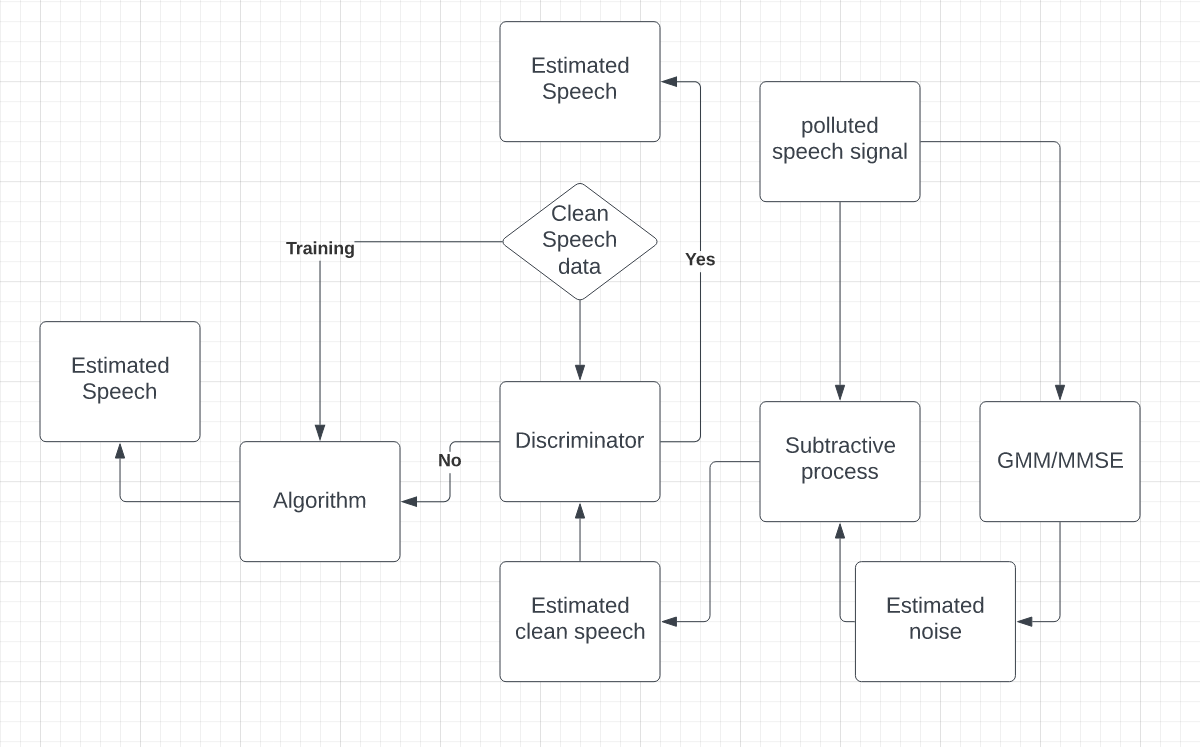 Estimated
Speech
polluted
speech signal
Clean
Speech
data
Training
Yes
Estimated
Speech
Discriminator
No
Algorithm
Subtractive
process
GMM/MMSE
Estimated
clean speech
Estimated
noise